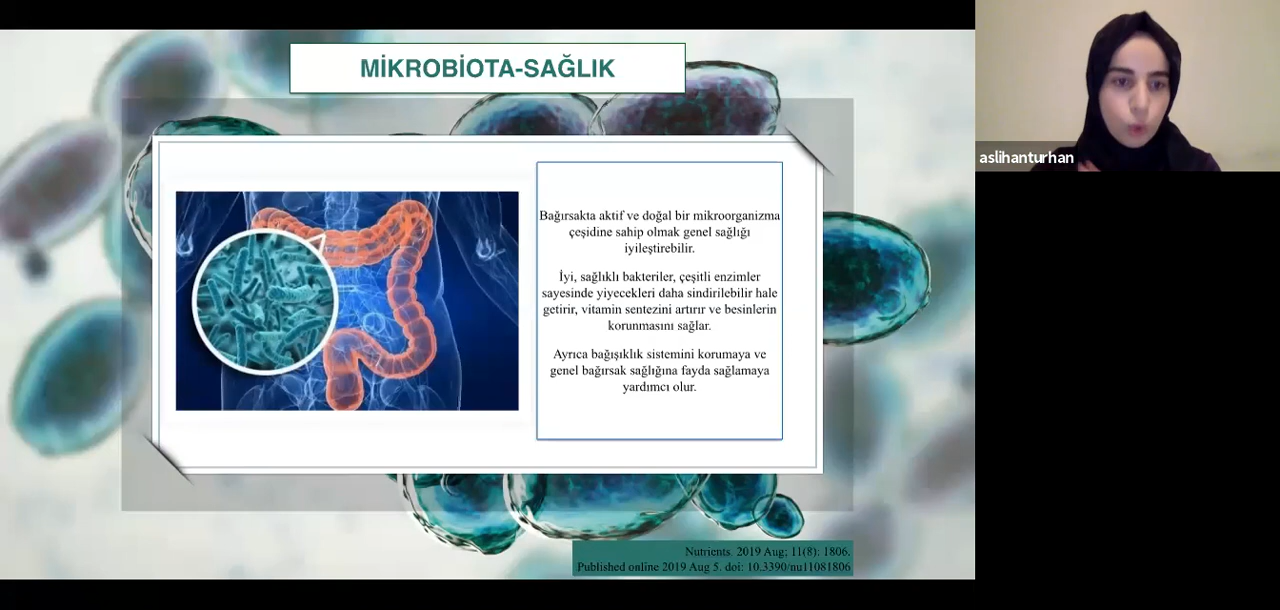 MİKROBİOTA-SAĞLIK
aslihanturhan
Bağırsakta aktif ve doğal bir mikroorganizma
çeşidine sahip olmak genel sağlığı
iyileştirebilir.
İyi, sağlıklı bakteriler, çeşitli enzimler
sayesinde yiyecekleri daha sindirilebilir hale
getirir, vitamin sentezini artırır ve besinlerin
korunmasını sağlar.
Ayrıca bağışıklık sistemini korumaya ve
genel bağırsak sağlığına fayda sağlamaya
yardımcı olur.
Nutrients. 2019 Aug; 11(8): 1806.
Published online 2019 Aug 5. doi: 10.3390/nu11081806